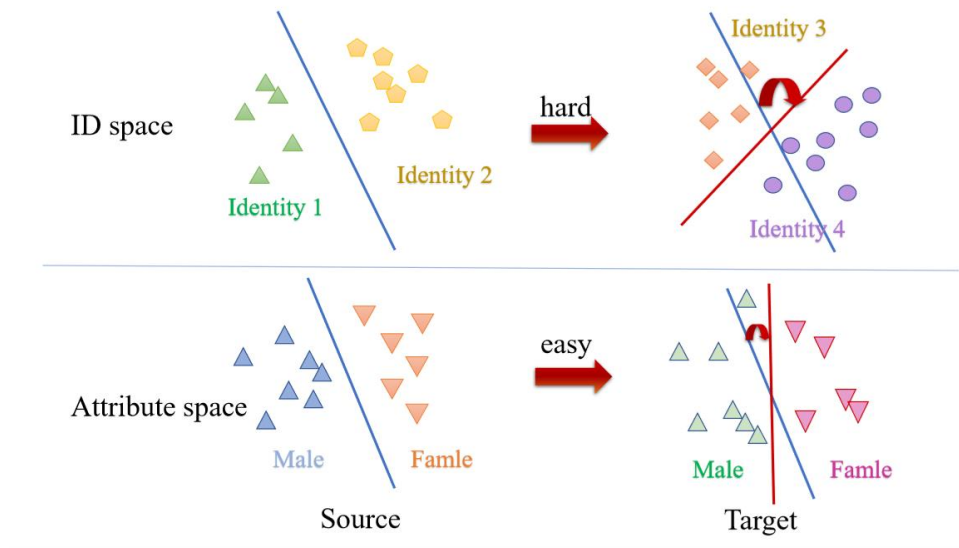 Identity 3
hard
ID space
Identity 2
Identity 1
Identity 4
easy
Attribute space
Male
Famle
Male
Famle
Source
Target